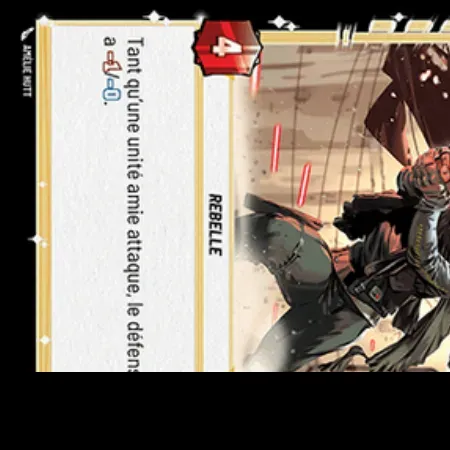 4
REBELLE
Tant qu'une unité amie attaque, le défens
a -1/-0.
AMÉLIE HUTT